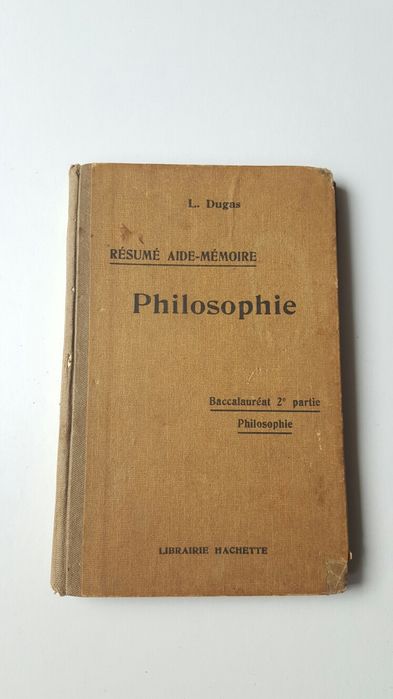 L. Dugas
RÉSUMÉ AIDE-MÉMOIRE
Philosophie
Baccalauréat 2e partie
Philosophie
LIBRAIRIE HACHETTE